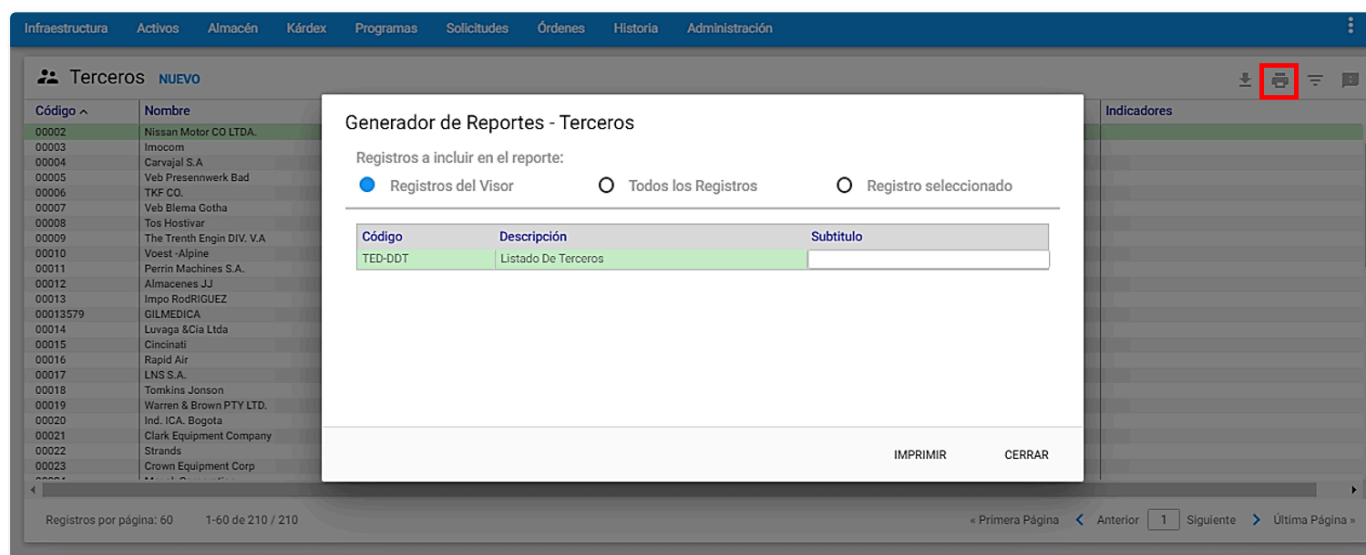 Infraestructura Activos Almacén Kárdex Programas Solicitudes Órdenes Historia Administración
Terceros NUEVO
Código Nombre Indicadores
00002 Nissan Motor CO LTDA.
00003 Imocom
00004 Carvajal S.A
00005 Veb Presennwerk Bad
00006 TKF CO.
00007 Veb Blema Gotha
00008 Tos Hostivar
00009 The Trenth Engin DIV. V.A
00010 Voest -Alpine
00011 Perrin Machines S.A.
00012 Almacenes JJ
00013 Impo RodRIGUEZ
00013579 GILMEDICA
00014 Luvaga &Cia Ltda
00015 Cincinati
00016 Rapid Air
00017 LNS S.A.
00018 Tomkins Jonson
00019 Warren & Brown PTY LTD.
00020 Ind. ICA. Bogota
00021 Clark Equipment Company
00022 Strands
00023 Crown Equipment Corp
Generador de Reportes - Terceros
Registros a incluir en el reporte:
Registros del Visor Todos los Registros Registro seleccionado
Código Descripción Subtitulo
TED-DDT Listado De Terceros
IMPRIMIR CERRAR
Registros por página: 60 1-60 de 210 / 210 « Primera Página Anterior 1 Siguiente Última Página »